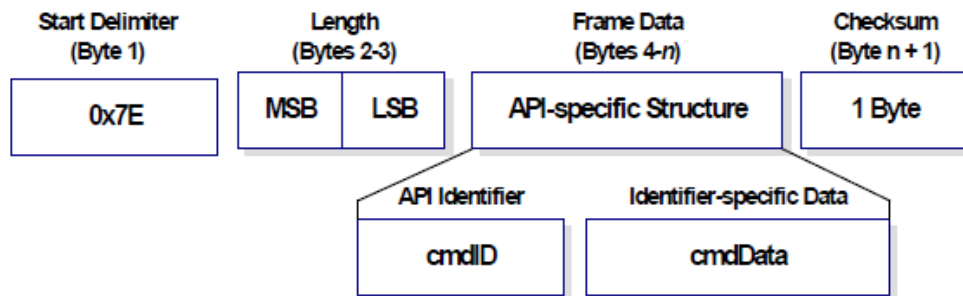 Start Delimiter
(Byte 1)
Length
(Bytes 2-3)
Frame Data
(Bytes 4-n)
Checksum
(Byte n + 1)
0x7E
MSB
LSB
API-specific Structure
1 Byte
API Identifier
Identifier-specific Data
cmdID
cmdData